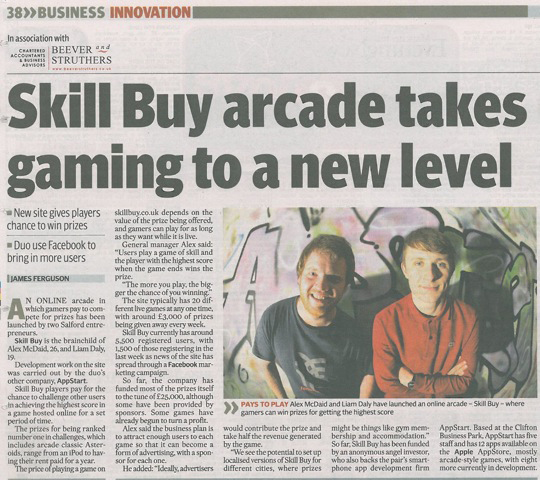 38>>BUSINESS INNOVATION
In association with
CHARTERED
ACCOUNTANTS
& BUSINESS
ADVISORS
BEEVER and
STRUTHERS
www.beeverstruthers.co.uk
Skill Buy arcade takes
gaming to a new level
■ New site gives players
chance to win prizes
■ Duo use Facebook to
bring in more users
JAMES FERGUSON
AN ONLINE arcade in
which gamers pay to com-
pete for prizes has been
launched by two Salford entre-
preneurs.
Skill Buy is the brainchild of
Alex McDaid, 26, and Liam Daly,
19.
Development work on the site
was carried out by the duo's
other company, AppStart.
Skill Buy players pay for the
chance to challenge other users
in achieving the highest score in
a game hosted online for a set
period of time.
The prizes for being ranked
number one in challenges, which
includes arcade classic Aster-
oids, range from an iPod to hav-
ing their rent paid for a year.
The price of playing a game on
skillbuy.co.uk depends on the
value of the prize being offered,
and gamers can play for as long
as they want while it is live.
General manager Alex said:
"Users play a game of skill and
the player with the highest score
when the game ends wins the
prize.
"The more you play, the big-
ger the chance of you winning."
The site typically has 20 dif-
ferent live games at any one time,
with around £3,000 of prizes
being given away every week.
Skill Buy currently has around
5,500 registered users, with
1,500 of those registering in the
last week as news of the site has
spread through a Facebook mar-
keting campaign.
So far, the company has
funded most of the prizes itself
to the tune of £25,000, although
some have been provided by
sponsors. Some games have
already begun to turn a profit.
Alex said the business plan is
to attract enough users to each
game so that it can become a
form of advertising, with a spon-
sor for each one.
He added: "Ideally, advertisers
>> PAYS TO PLAY Alex McDaid and Liam Daly have launched an online arcade – Skill Buy – where
gamers can win prizes for getting the highest score
would contribute the prize and
take half the revenue generated
by the game.
"We see the potential to set up
localised versions of Skill Buy for
different cities, where prizes
might be things like gym mem-
bership and accommodation."
So far, Skill Buy has been funded
by an anonymous angel investor,
who also backs the pair's smart-
phone app development firm
AppStart. Based at the Clifton
Business Park, AppStart has five
staff and has 12 apps available on
the Apple AppStore, mostly
arcade-style games, with eight
more currently in development.